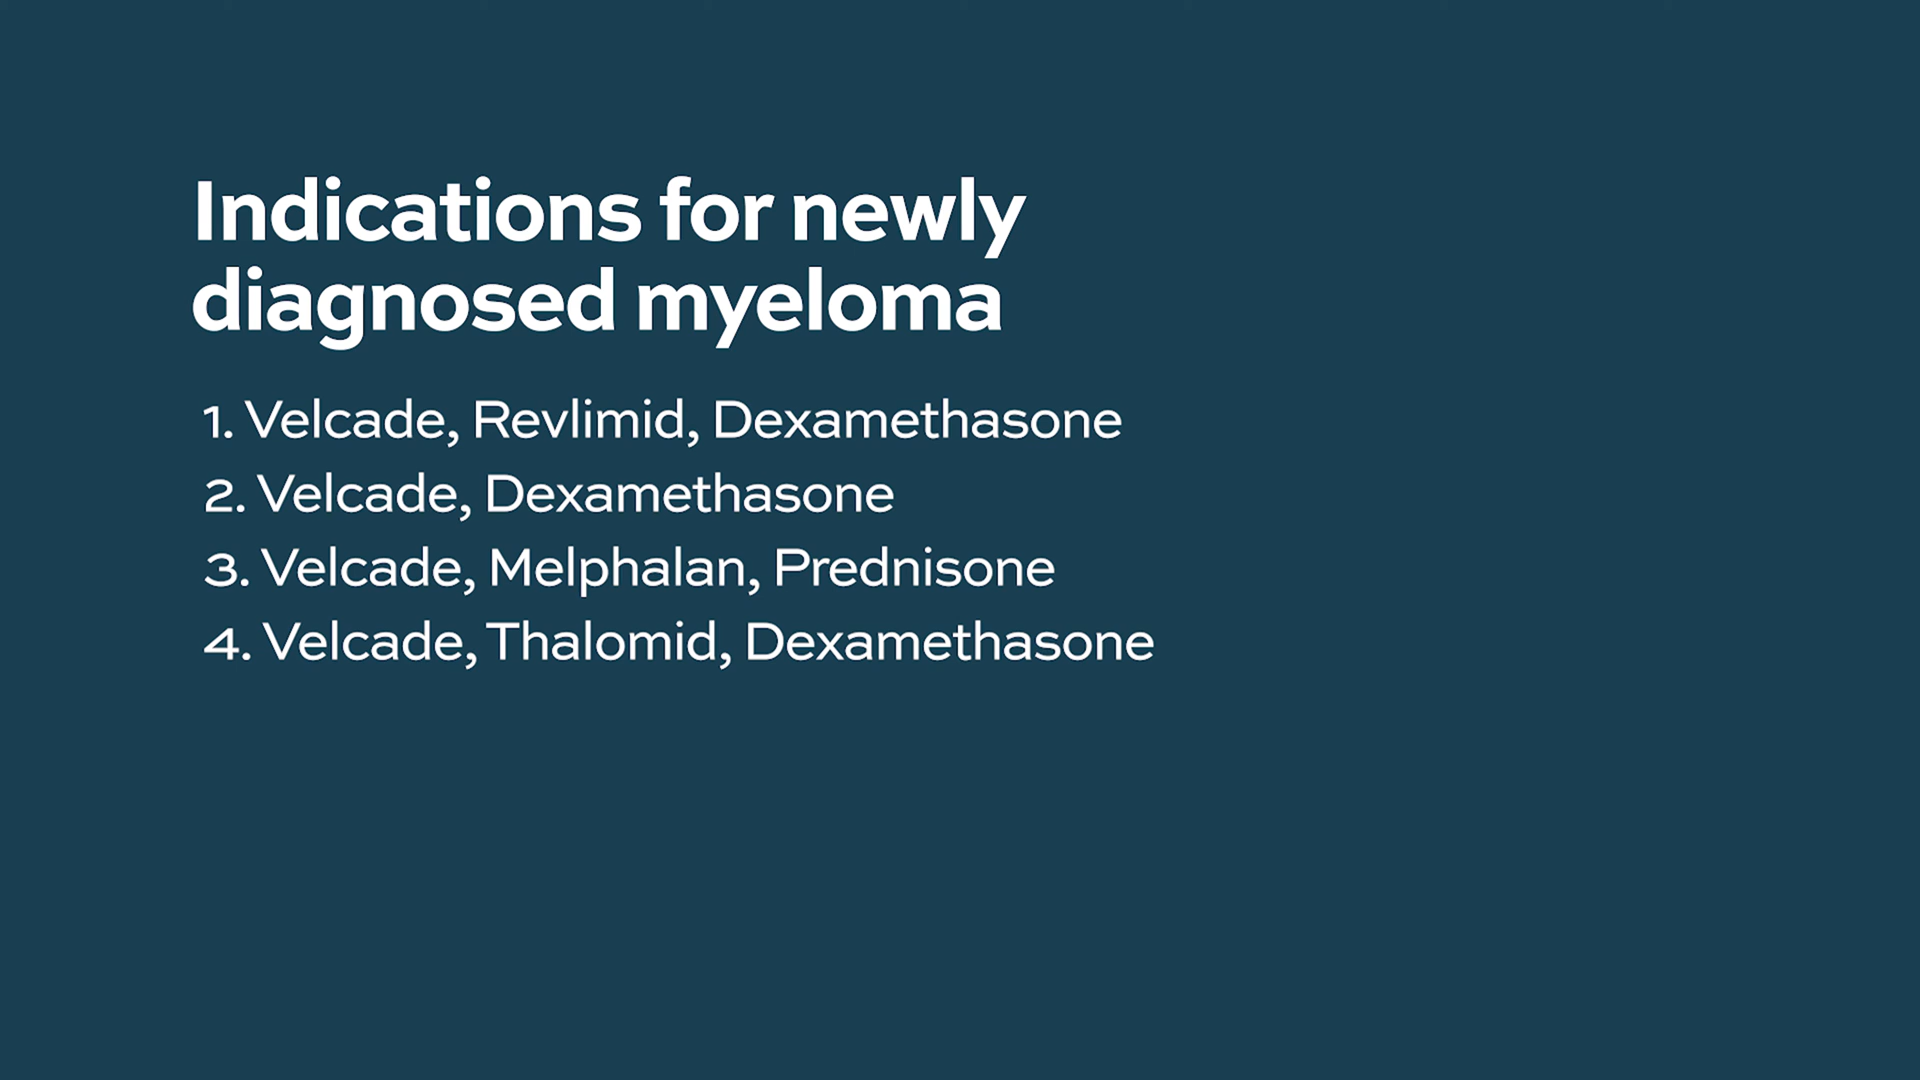 Indications for newly
diagnosed myeloma
1. Velcade, Revlimid, Dexamethasone
2. Velcade, Dexamethasone
3. Velcade, Melphalan, Prednisone
4. Velcade, Thalomid, Dexamethasone